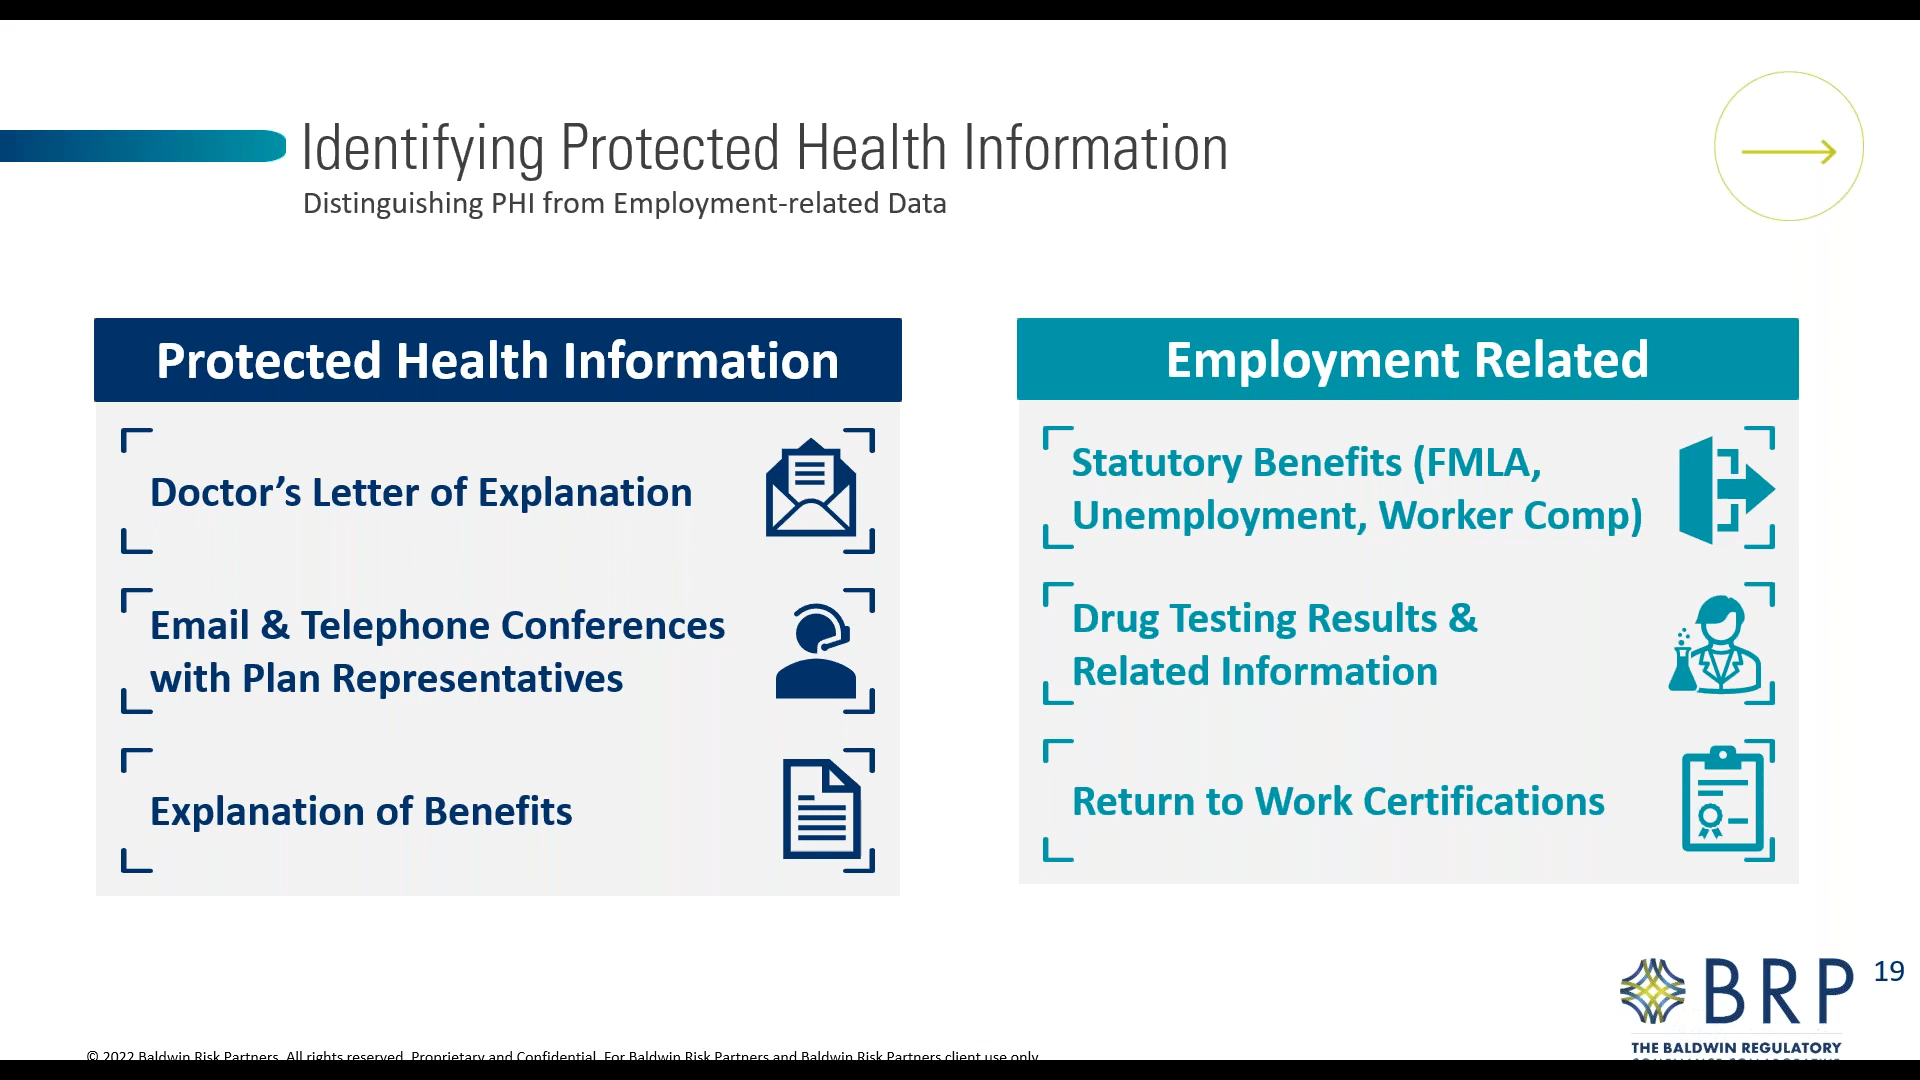 Identifying Protected Health Information
Distinguishing PHI from Employment-related Data
Protected Health Information
Doctor’s Letter of Explanation
Email & Telephone Conferences
with Plan Representatives
Explanation of Benefits
Employment Related
Statutory Benefits (FMLA,
Unemployment, Worker Comp)
Drug Testing Results &
Related Information
Return to Work Certifications
BRP
19
THE BALDWIN REGULATORY
© 2022 Baldwin Risk Partners. All rights reserved. Proprietary and Confidential. For Baldwin Risk Partners and Baldwin Risk Partners client use only.